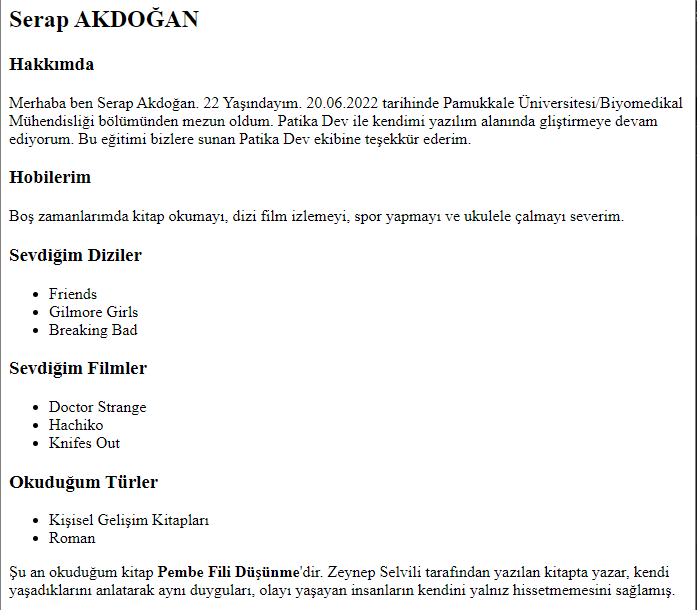 Serap AKDOĞAN
Hakkımda
Merhaba ben Serap Akdoğan. 22 Yaşındayım. 20.06.2022 tarihinde Pamukkale Üniversitesi/Biyomedikal
Mühendisliği bölümünden mezun oldum. Patika Dev ile kendimi yazılım alanında gliştirmeye devam
ediyorum. Bu eğitimi bizlere sunan Patika Dev ekibine teşekkür ederim.
Hobilerim
Boş zamanlarımda kitap okumayı, dizi film izlemeyi, spor yapmayı ve ukulele çalmayı severim.
Sevdiğim Diziler
• Friends
• Gilmore Girls
• Breaking Bad
Sevdiğim Filmler
• Doctor Strange
• Hachiko
• Knifes Out
Okuduğum Türler
• Kişisel Gelişim Kitapları
• Roman
Şu an okuduğum kitap Pembe Fili Düşünme'dir. Zeynep Selvili tarafından yazılan kitapta yazar, kendi
yaşadıklarını anlatarak aynı duyguları, olayı yaşayan insanların kendini yalnız hissetmemesini sağlamış.